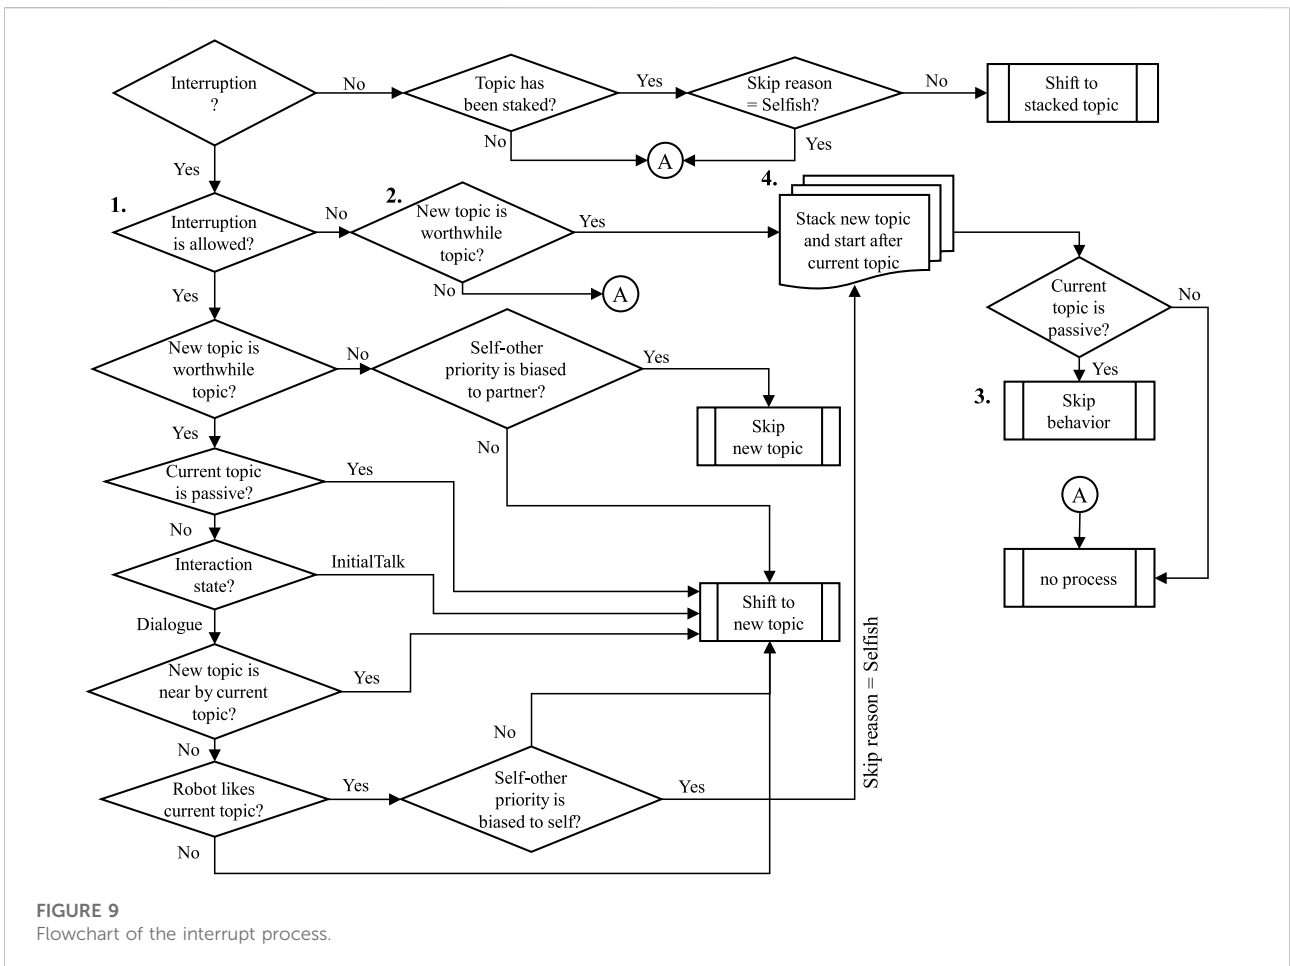 Interruption
?
No
Topic has
been staked?
Yes
Skip reason
= Selfish?
No
Shift to
stacked topic
No
A
Yes
Yes
1.
Interruption
is allowed?
No
2.
New topic is
worthwhile
topic?
Yes
4.
Stack new topic
and start after
current topic
No
A
Current
topic is
passive?
No
Yes
3.
Skip
behavior
A
no process
Yes
New topic is
worthwhile
topic?
No
Self-other
priority is biased
to partner?
Yes
Skip
new topic
No
Yes
Current topic
is passive?
Yes
No
Interaction
state?
InitialTalk
Shift to
new topic
Dialogue
New topic is
near by current
topic?
Yes
No
Robot likes
current topic?
Yes
No
Self-other
priority is
biased to self?
Yes
Skip reason = Selfish
No
FIGURE 9
Flowchart of the interrupt process.